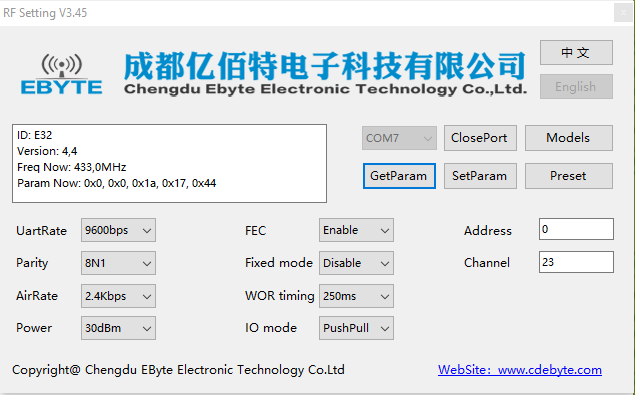 RF Setting V3.45
EBYTE
成都亿佰特电子科技有限公司
Chengdu Ebyte Electronic Technology Co.,Ltd.
中 文
English
ID: E32
Version: 4,4
Freq Now: 433,0MHz
Param Now: 0x0, 0x0, 0x1a, 0x17, 0x44
COM7 ClosePort Models
GetParam SetParam Preset
UartRate 9600bps FEC Enable Address 0
Parity 8N1 Fixed mode Disable Channel 23
AirRate 2.4Kbps WOR timing 250ms
Power 30dBm IO mode PushPull
Copyright@ Chengdu EByte Electronic Technology Co.Ltd WebSite：www.cdebyte.com